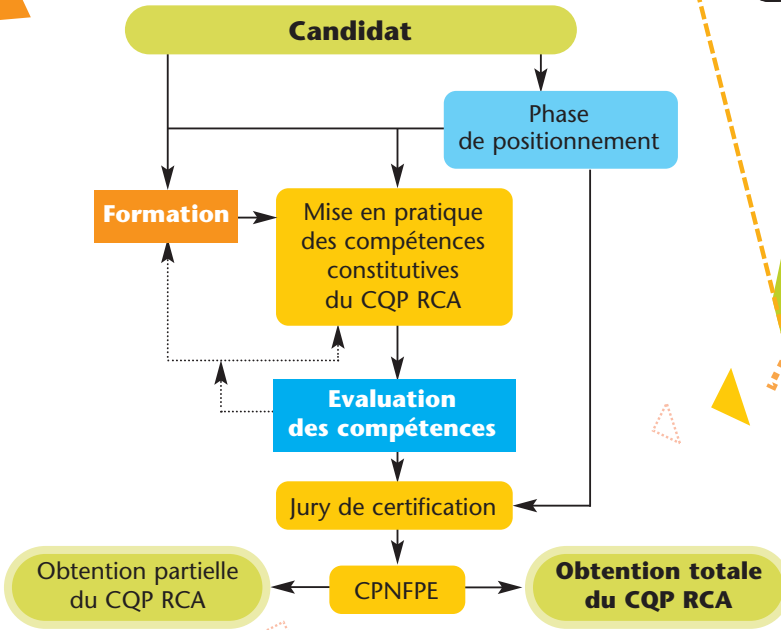 Candidat
Phase
de positionnement
Formation
Mise en pratique
des compétences
constitutives
du CQP RCA
Evaluation
des compétences
Jury de certification
Obtention partielle
du CQP RCA
CPNFPE
Obtention totale
du CQP RCA